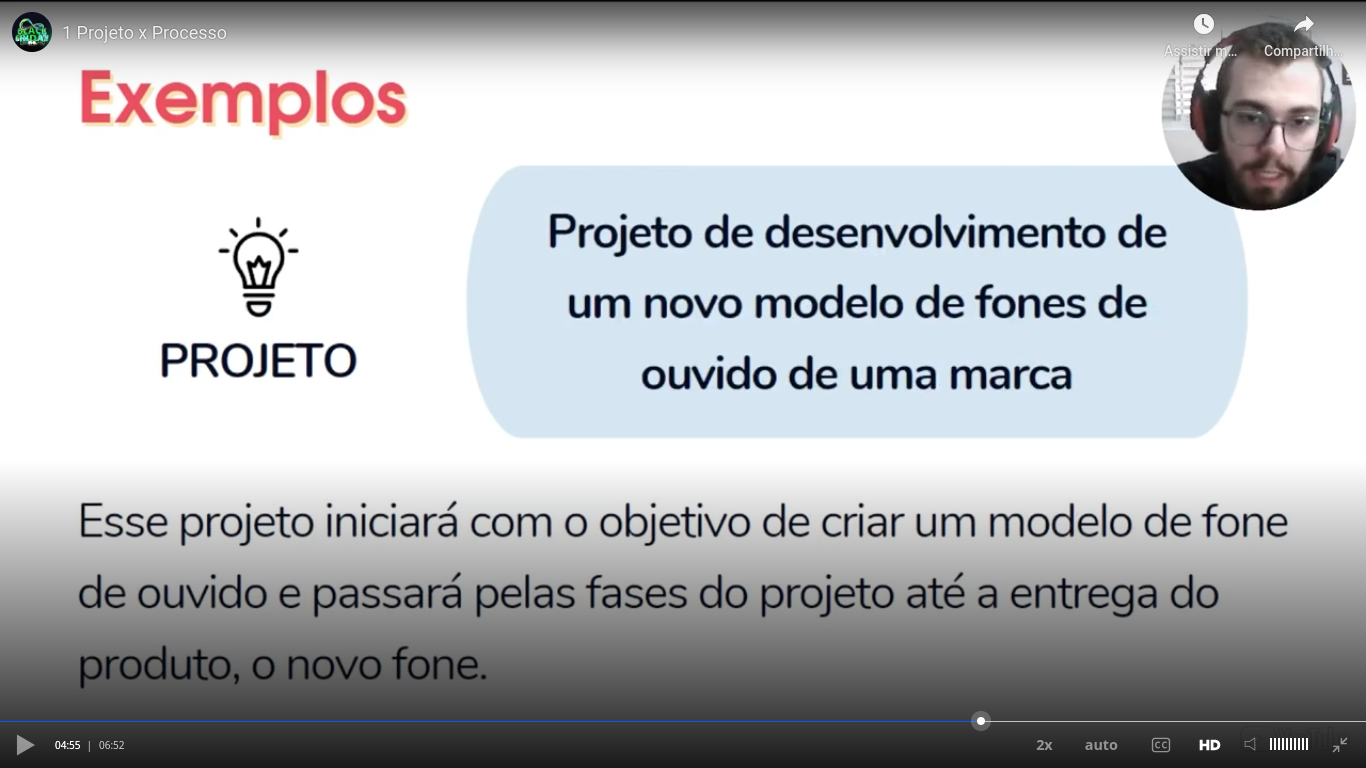 1 Projeto x Processo
Assistir m...
Compartilh...
Exemplos
PROJETO
Projeto de desenvolvimento de
um novo modelo de fones de
ouvido de uma marca
Esse projeto iniciará com o objetivo de criar um modelo de fone
de ouvido e passará pelas fases do projeto até a entrega do
produto, o novo fone.
04:55 | 06:52
2x
auto
CC
HD